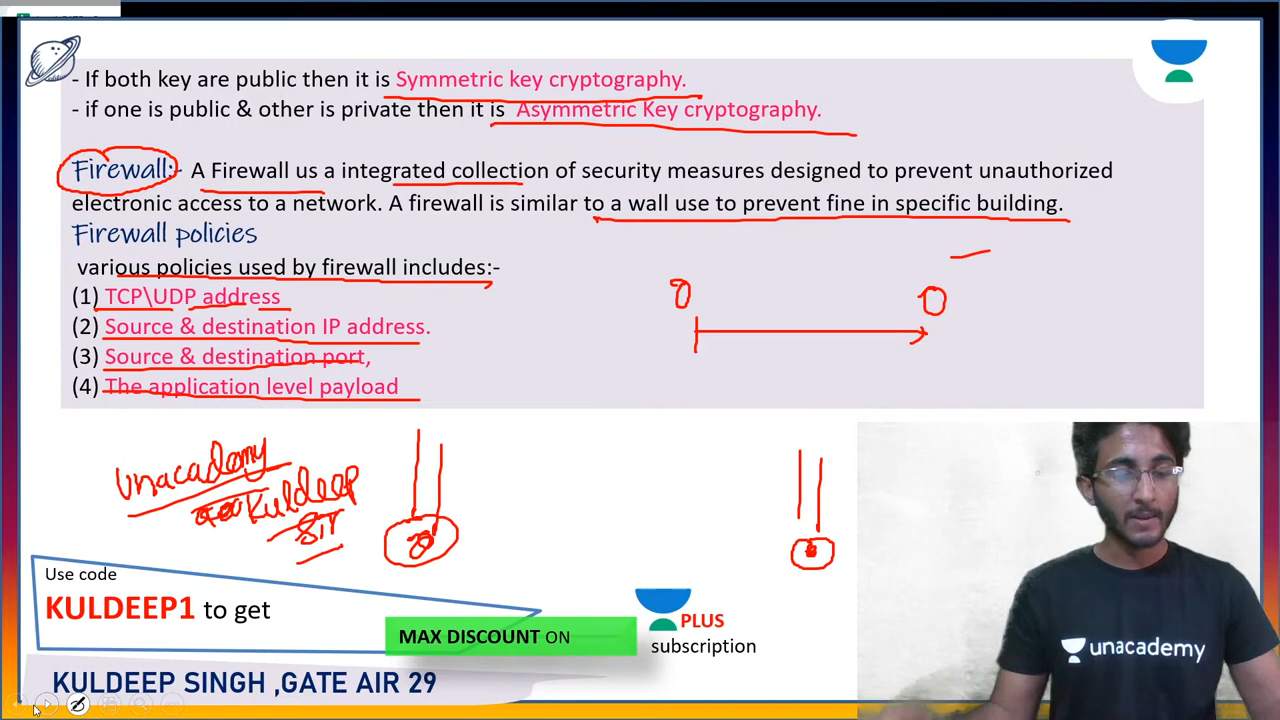 - If both key are public then it is Symmetric key cryptography.
- if one is public & other is private then it is Asymmetric Key cryptography.
Firewall:- A Firewall us a integrated collection of security measures designed to prevent unauthorized
electronic access to a network. A firewall is similar to a wall use to prevent fine in specific building.
Firewall policies
various policies used by firewall includes:-
(1) TCP\UDP address
(2) Source & destination IP address.
(3) Source & destination port,
(4) The application level payload
unacademy
Kuldeep
Sir
Use code
KULDEEP1 to get
MAX DISCOUNT ON
PLUS
subscription
KULDEEP SINGH ,GATE AIR 29
unacademy